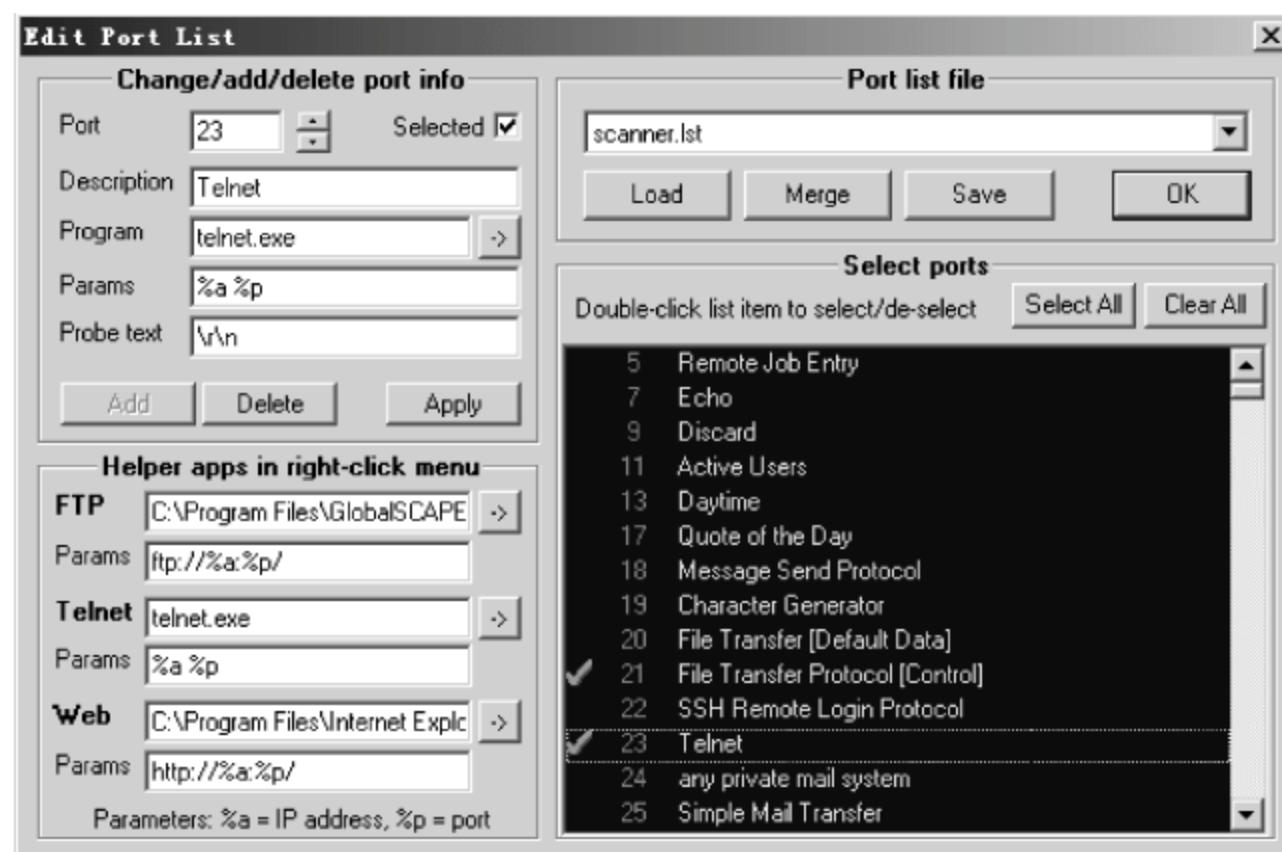 Edit Port List
Change/add/delete port info
Port 23 Selected
Description Telnet
Program telnet.exe ->
Params %a %p
Probe text \r\n
Add Delete Apply
Helper apps in right-click menu
FTP C:\Program Files\GlobalSCAPE ->
Params ftp://%a:%p/
Telnet telnet.exe ->
Params %a %p
Web C:\Program Files\Internet Explc ->
Params http://%a:%p/
Parameters: %a = IP address, %p = port
Port list file
scanner.lst
Load Merge Save OK
Select ports
Double-click list item to select/de-select Select All Clear All
5 Remote Job Entry
7 Echo
9 Discard
11 Active Users
13 Daytime
17 Quote of the Day
18 Message Send Protocol
19 Character Generator
20 File Transfer [Default Data]
21 File Transfer Protocol [Control]
22 SSH Remote Login Protocol
23 Telnet
24 any private mail system
25 Simple Mail Transfer